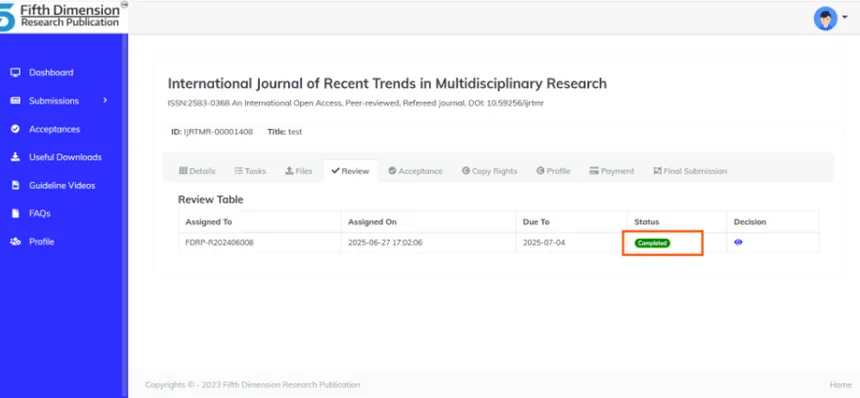 Fifth Dimension
Research Publication
Dashboard
Submissions
Acceptances
Useful Downloads
Guideline Videos
FAQs
Profile
International Journal of Recent Trends in Multidisciplinary Research
ISSN:2583-0368 An International Open Access, Peer-reviewed, Refereed Journal, DOI: 10.59256/ijrtmr
ID: IJRTMR-00001408 Title: test
Details Tasks Files Review Acceptance Copy Rights Profile Payment Final Submission
Review Table
Assigned To Assigned On Due To Status Decision
FDRP-R202406008 2025-06-27 17:02:06 2025-07-04 Completed
Copyrights © - 2023 Fifth Dimension Research Publication Home